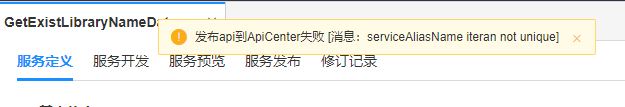 GetExistLibraryNameDat
发布api到ApiCenter失败 [消息：serviceAliasName iteran not unique]
服务定义 服务开发 服务预览 服务发布 修订记录